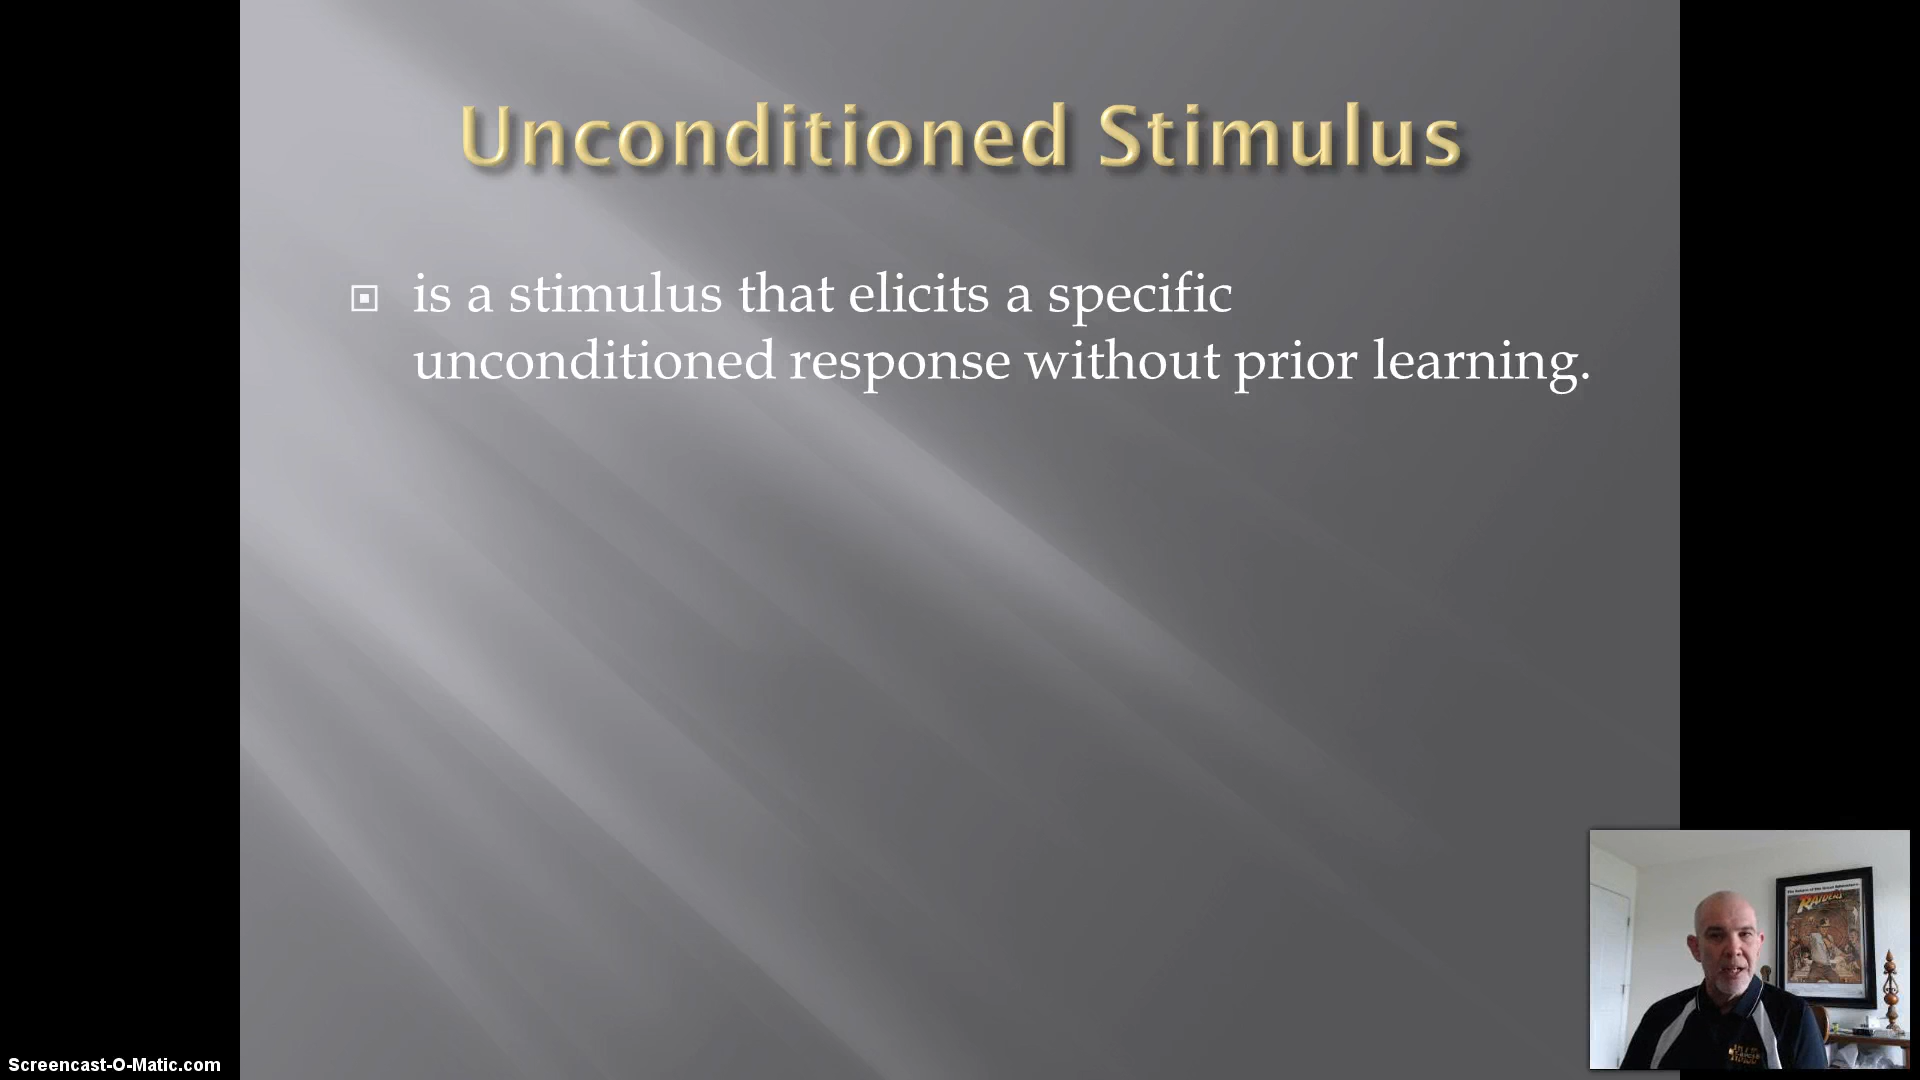 Unconditioned Stimulus
is a stimulus that elicits a specific
unconditioned response without prior learning.
RAIDERS
Screencast-O-Matic.com